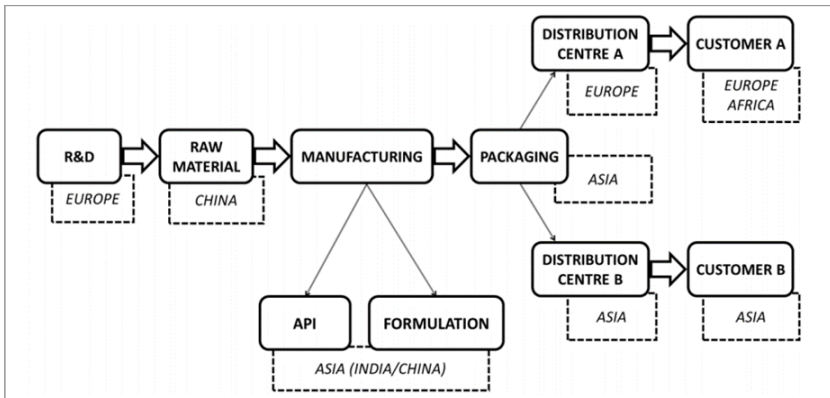 DISTRIBUTION
CENTRE A
CUSTOMER A
EUROPE
EUROPE
AFRICA
R&D
RAW
MATERIAL
MANUFACTURING
PACKAGING
EUROPE
CHINA
ASIA
DISTRIBUTION
CENTRE B
CUSTOMER B
ASIA
ASIA
API
FORMULATION
ASIA (INDIA/CHINA)